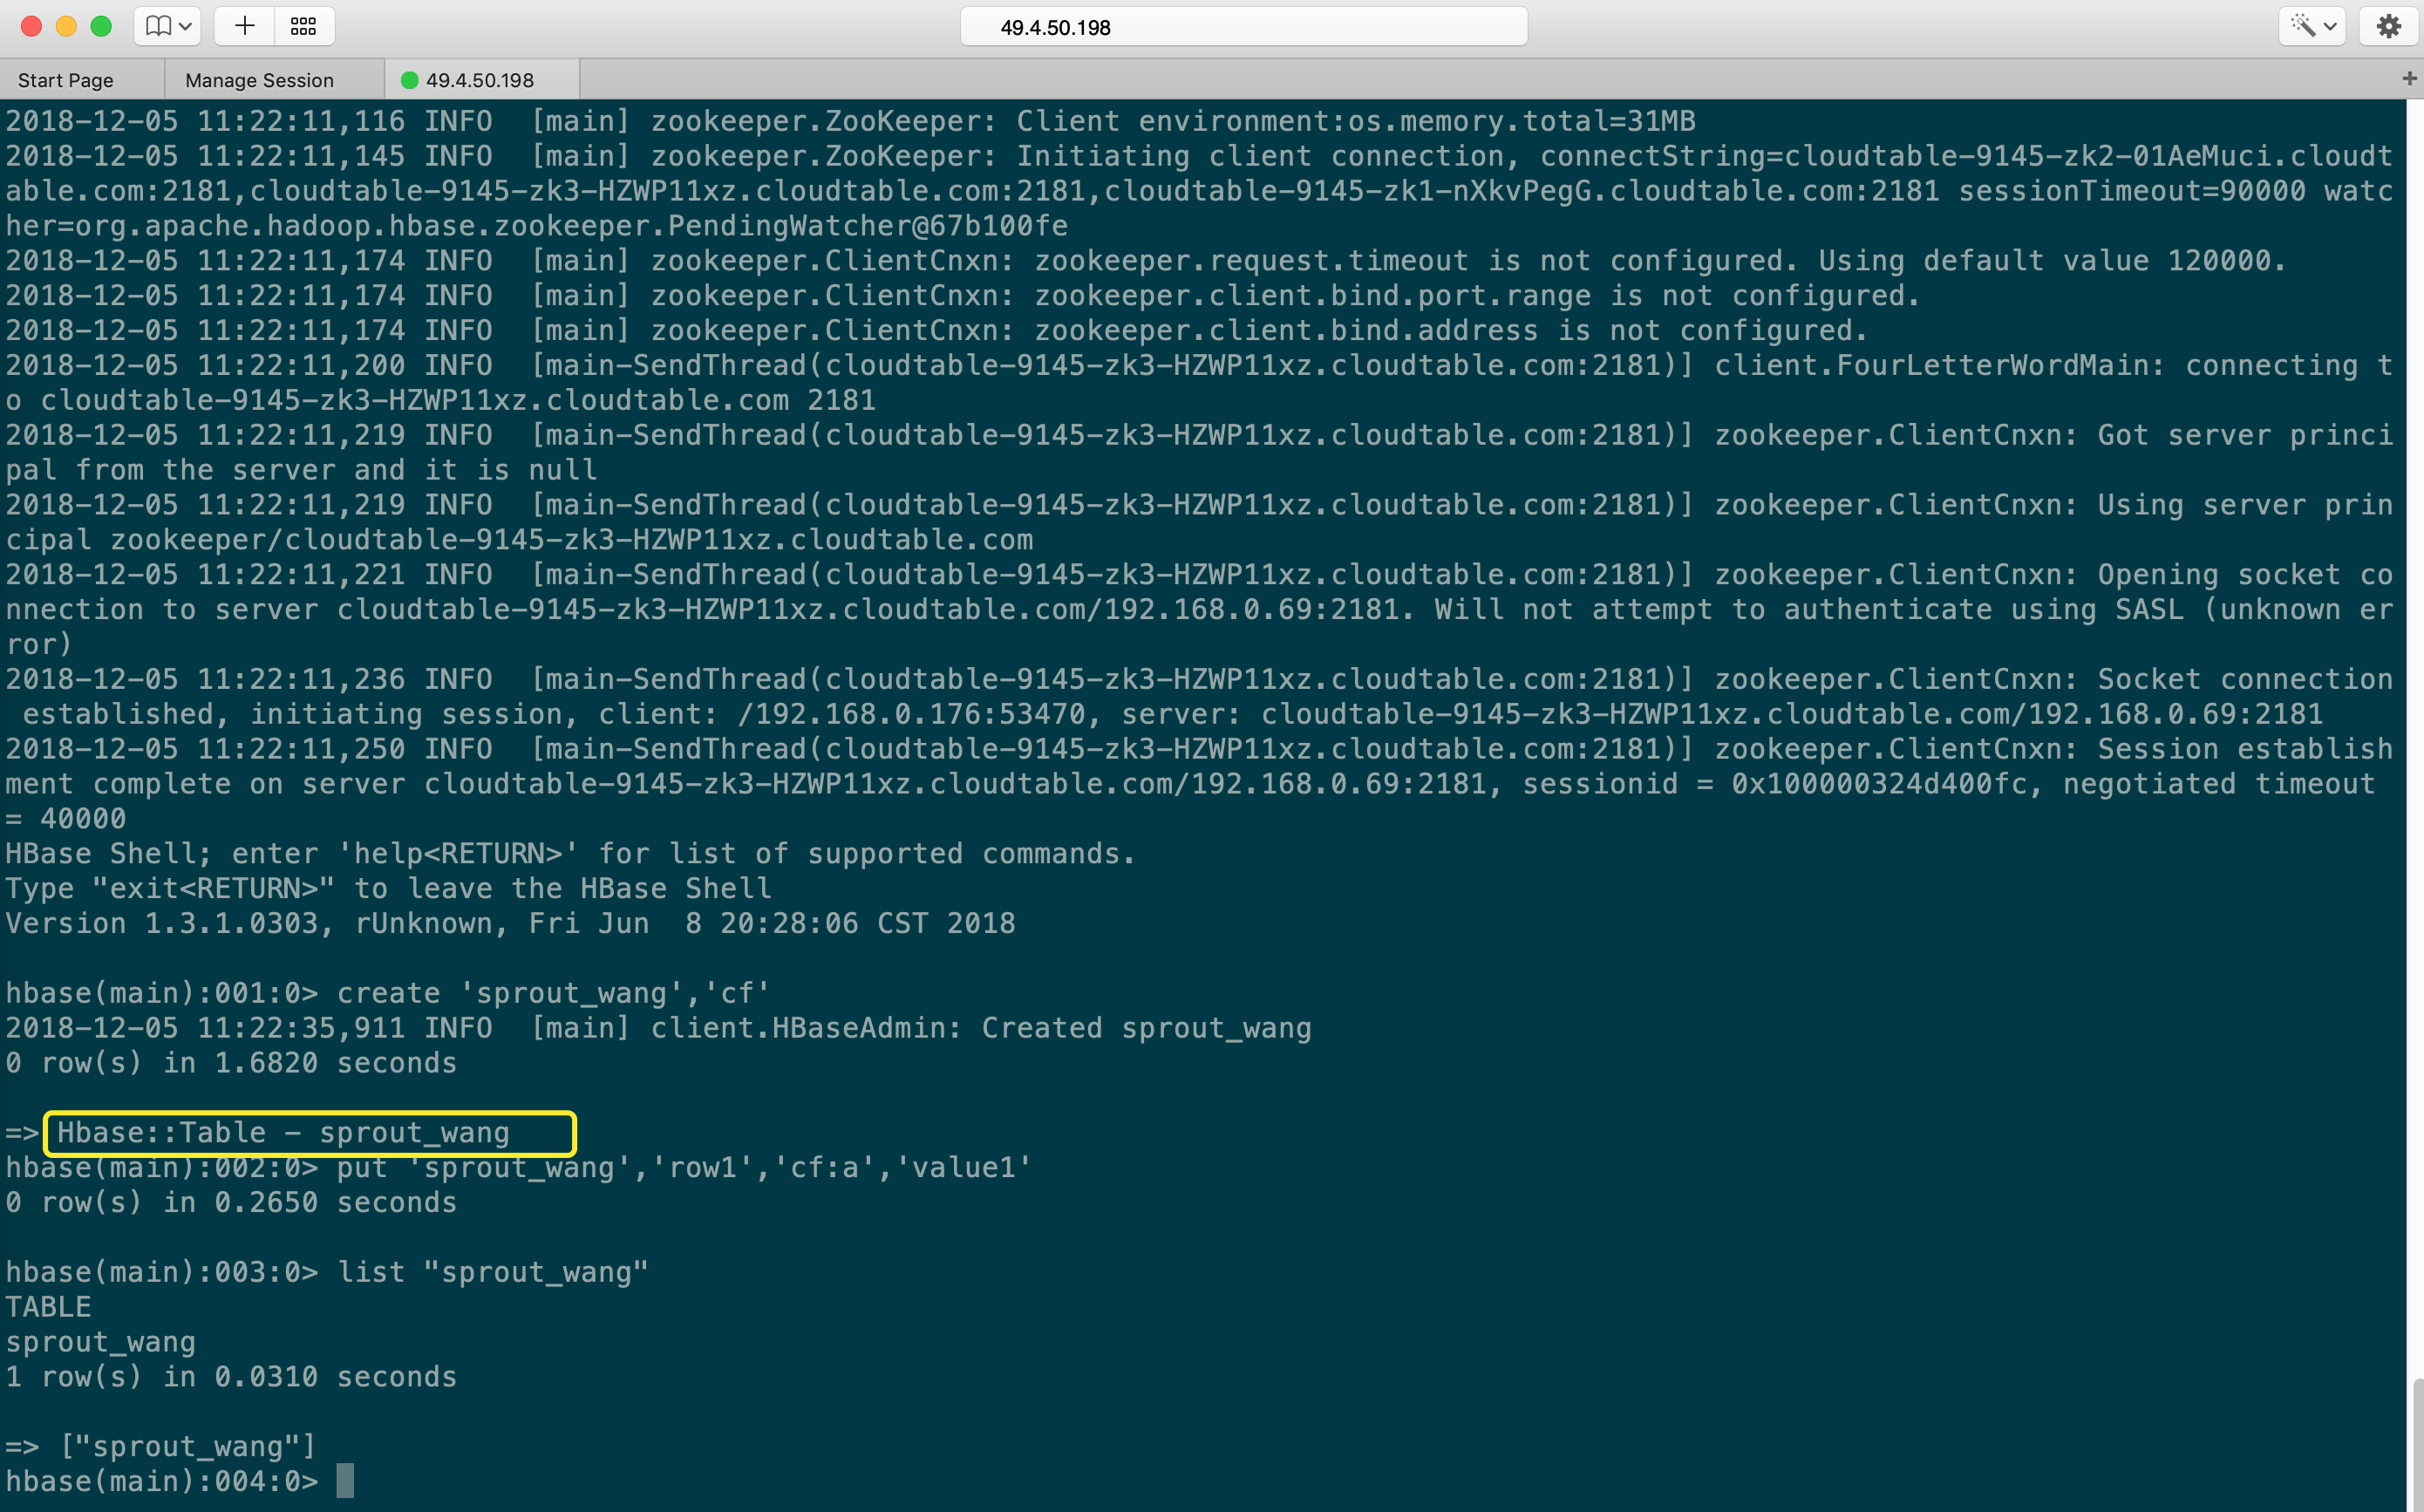 49.4.50.198
Start Page
Manage Session
49.4.50.198
2018-12-05 11:22:11,116 INFO  [main] zookeeper.ZooKeeper: Client environment:os.memory.total=31MB
2018-12-05 11:22:11,145 INFO  [main] zookeeper.ZooKeeper: Initiating client connection, connectString=cloudtable-9145-zk2-01AeMuci.cloudt
able.com:2181,cloudtable-9145-zk3-HZWP11xz.cloudtable.com:2181,cloudtable-9145-zk1-nXkvPegG.cloudtable.com:2181 sessionTimeout=90000 watc
her=org.apache.hadoop.hbase.zookeeper.PendingWatcher@67b100fe
2018-12-05 11:22:11,174 INFO  [main] zookeeper.ClientCnxn: zookeeper.request.timeout is not configured. Using default value 120000.
2018-12-05 11:22:11,174 INFO  [main] zookeeper.ClientCnxn: zookeeper.client.bind.port.range is not configured.
2018-12-05 11:22:11,174 INFO  [main] zookeeper.ClientCnxn: zookeeper.client.bind.address is not configured.
2018-12-05 11:22:11,200 INFO  [main-SendThread(cloudtable-9145-zk3-HZWP11xz.cloudtable.com:2181)] client.FourLetterWordMain: connecting t
o cloudtable-9145-zk3-HZWP11xz.cloudtable.com 2181
2018-12-05 11:22:11,219 INFO  [main-SendThread(cloudtable-9145-zk3-HZWP11xz.cloudtable.com:2181)] zookeeper.ClientCnxn: Got server princi
pal from the server and it is null
2018-12-05 11:22:11,219 INFO  [main-SendThread(cloudtable-9145-zk3-HZWP11xz.cloudtable.com:2181)] zookeeper.ClientCnxn: Using server prin
cipal zookeeper/cloudtable-9145-zk3-HZWP11xz.cloudtable.com
2018-12-05 11:22:11,221 INFO  [main-SendThread(cloudtable-9145-zk3-HZWP11xz.cloudtable.com:2181)] zookeeper.ClientCnxn: Opening socket co
nnection to server cloudtable-9145-zk3-HZWP11xz.cloudtable.com/192.168.0.69:2181. Will not attempt to authenticate using SASL (unknown er
ror)
2018-12-05 11:22:11,236 INFO  [main-SendThread(cloudtable-9145-zk3-HZWP11xz.cloudtable.com:2181)] zookeeper.ClientCnxn: Socket connection
 established, initiating session, client: /192.168.0.176:53470, server: cloudtable-9145-zk3-HZWP11xz.cloudtable.com/192.168.0.69:2181
2018-12-05 11:22:11,250 INFO  [main-SendThread(cloudtable-9145-zk3-HZWP11xz.cloudtable.com:2181)] zookeeper.ClientCnxn: Session establish
ment complete on server cloudtable-9145-zk3-HZWP11xz.cloudtable.com/192.168.0.69:2181, sessionid = 0x100000324d400fc, negotiated timeout
= 40000
HBase Shell; enter 'help<RETURN>' for list of supported commands.
Type "exit<RETURN>" to leave the HBase Shell
Version 1.3.1.0303, rUnknown, Fri Jun  8 20:28:06 CST 2018
hbase(main):001:0> create 'sprout_wang','cf'
2018-12-05 11:22:35,911 INFO  [main] client.HBaseAdmin: Created sprout_wang
0 row(s) in 1.6820 seconds
=> Hbase::Table - sprout_wang
hbase(main):002:0> put 'sprout_wang','row1','cf:a','value1'
0 row(s) in 0.2650 seconds
hbase(main):003:0> list "sprout_wang"
TABLE
sprout_wang
1 row(s) in 0.0310 seconds
=> ["sprout_wang"]
hbase(main):004:0>